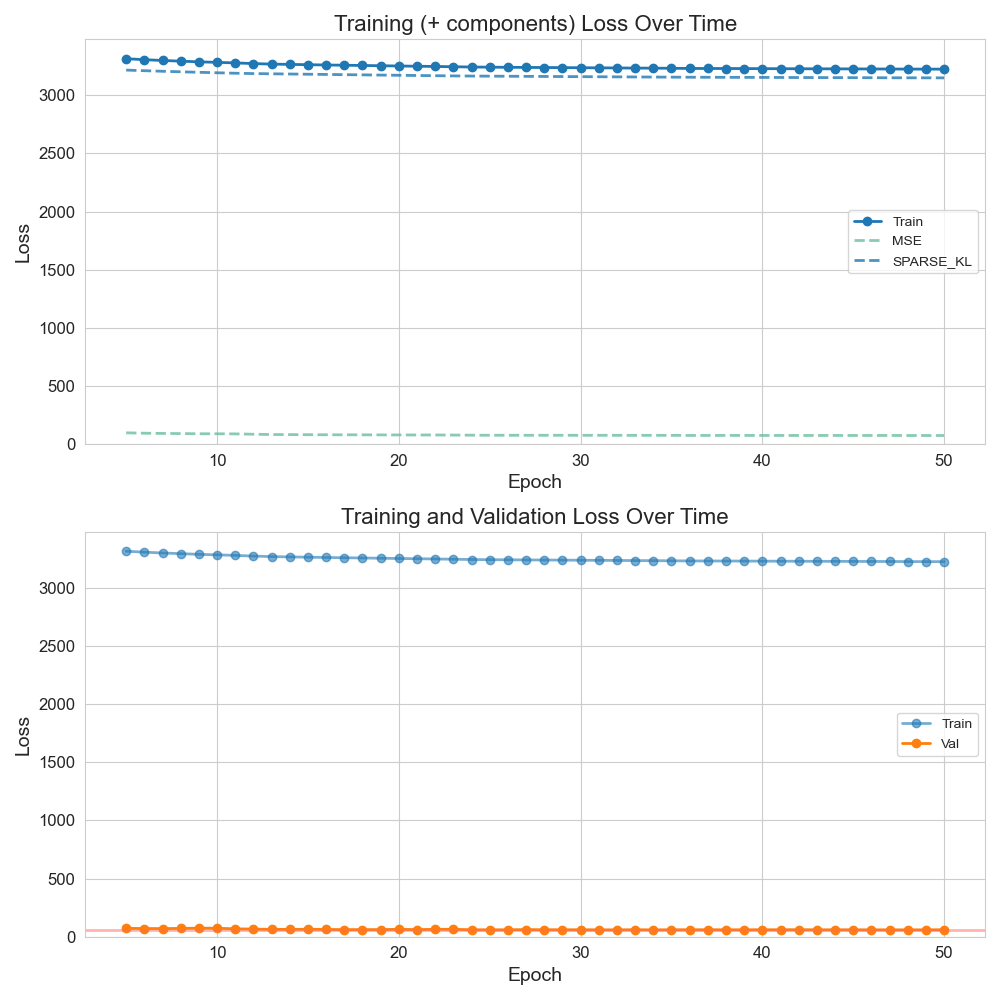 Training (+ components) Loss Over Time
3000
2500
2000
1500
1000
500
0
Loss
Train
MSE
SPARSE_KL
10 20 30 40 50
Epoch
Training and Validation Loss Over Time
3000
2500
2000
1500
1000
500
0
Loss
Train
Val
10 20 30 40 50
Epoch